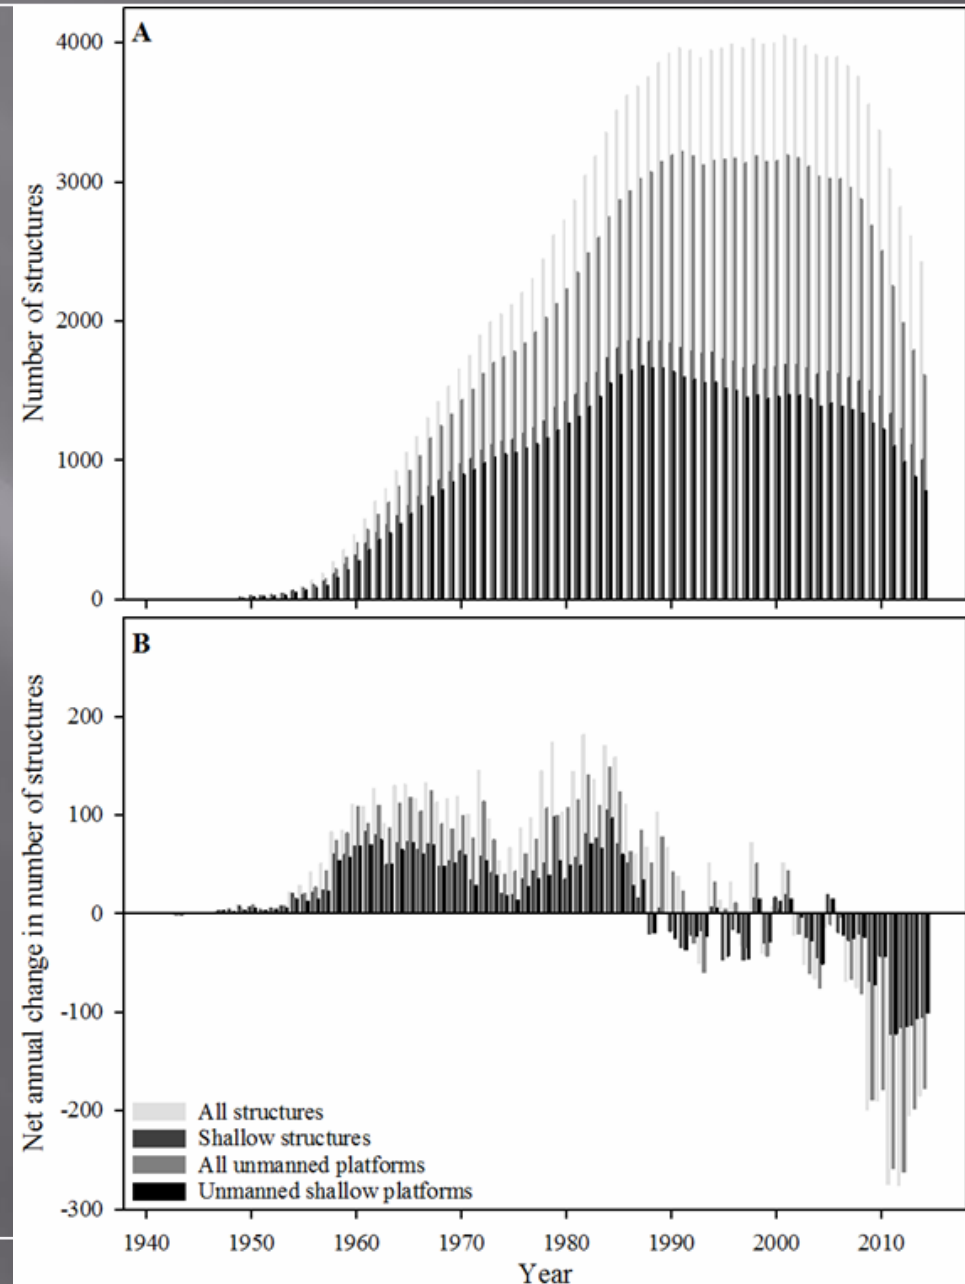 A
4000
3000
2000
1000
0
Number of structures
B
200
100
0
-100
-200
-300
Net annual change in number of structures
All structures
Shallow structures
All unmanned platforms
Unmanned shallow platforms
1940 1950 1960 1970 1980 1990 2000 2010
Year